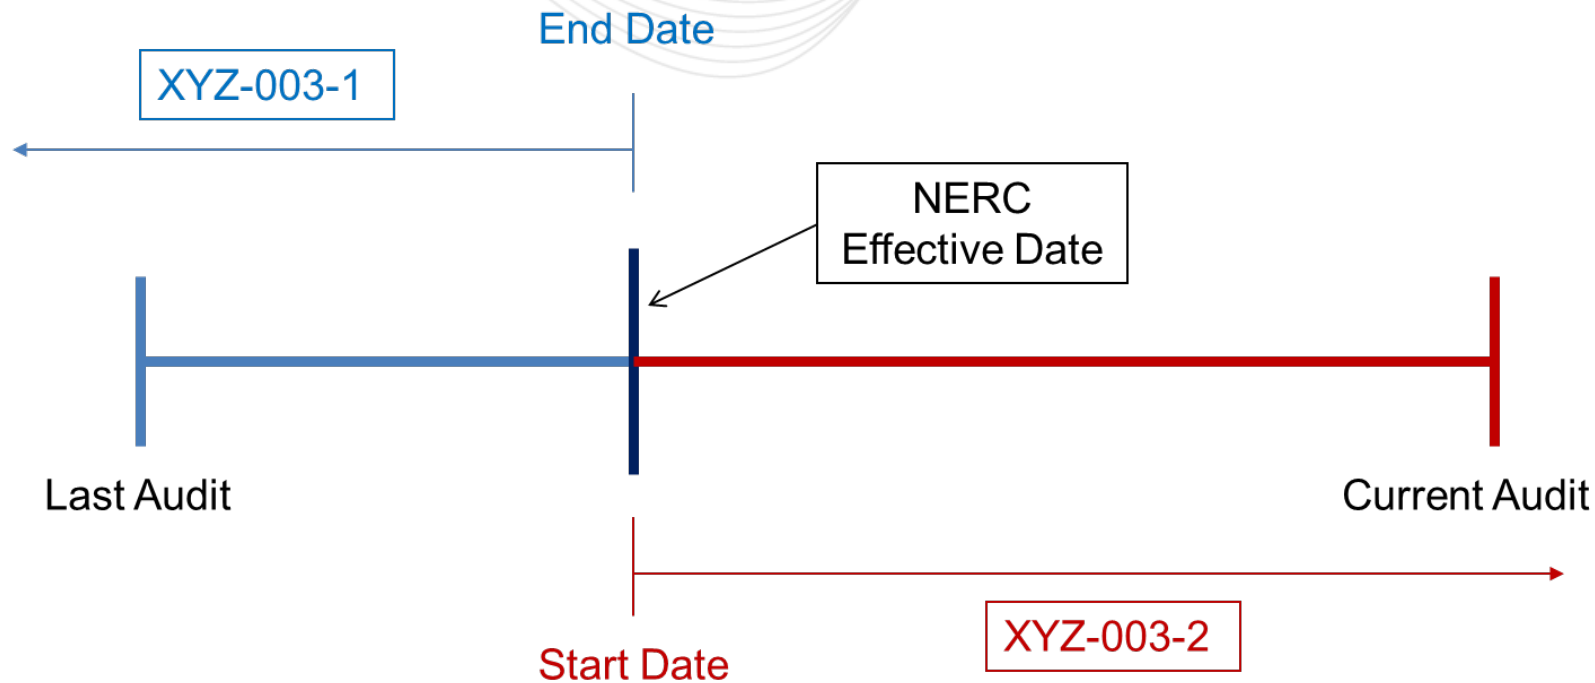 End Date
XYZ-003-1
NERC
Effective Date
Last Audit
Current Audit
XYZ-003-2
Start Date